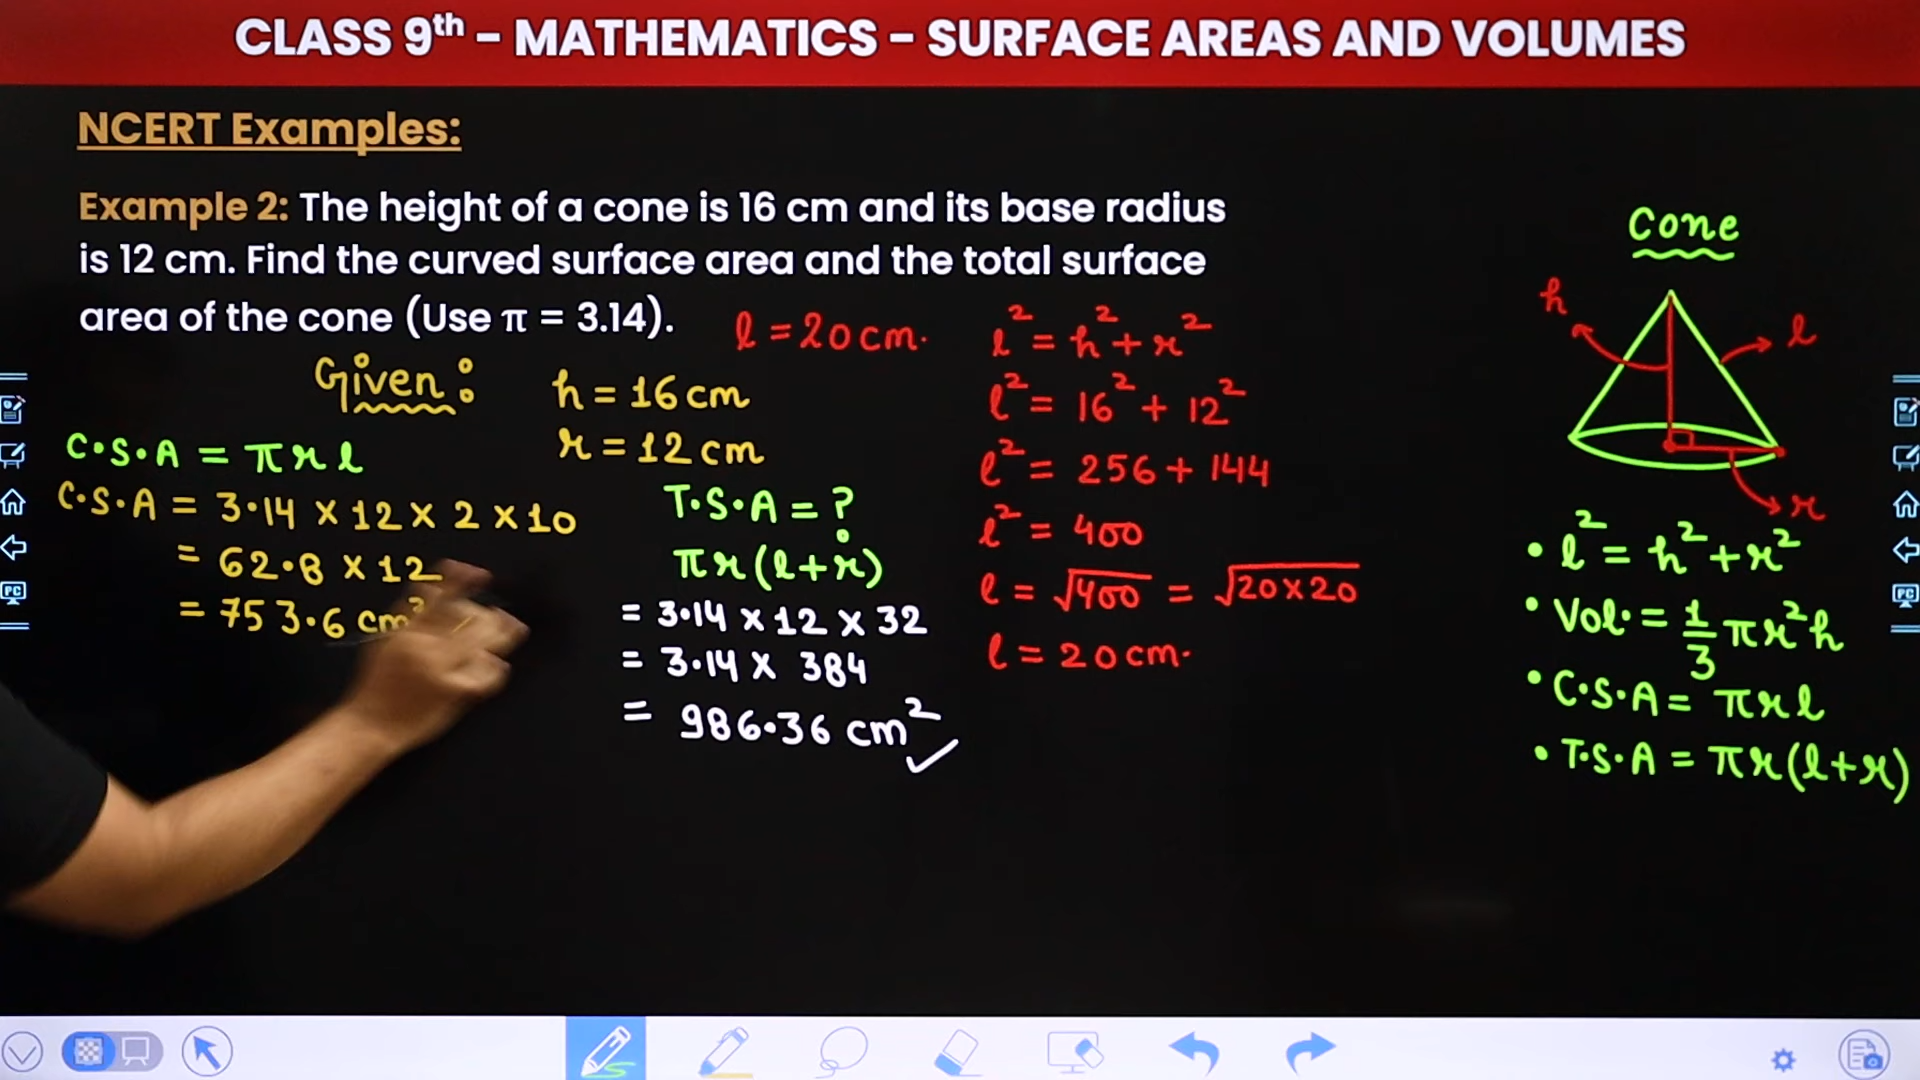 CLASS 9th - MATHEMATICS - SURFACE AREAS AND VOLUMES
NCERT Examples:
Example 2: The height of a cone is 16 cm and its base radius
is 12 cm. Find the curved surface area and the total surface
area of the cone (Use π = 3.14).
l = 20 cm.
Given:
h = 16 cm
r = 12 cm
C.S.A = πrl
C.S.A = 3.14 × 12 × 2 × 10
= 62.8 × 12
= 753.6 cm²
T.S.A = ?
πr(l+r)
= 3.14 × 12 × 32
= 3.14 × 384
= 986.36 cm²
l² = h² + r²
l² = 16² + 12²
l² = 256 + 144
l² = 400
l = √400 = √20×20
l = 20 cm.
Cone
h
l
r
• l² = h² + r²
• Vol. = 1/3 πr²h
• C.S.A = πrl
• T.S.A = πr(l+r)
PC
PC